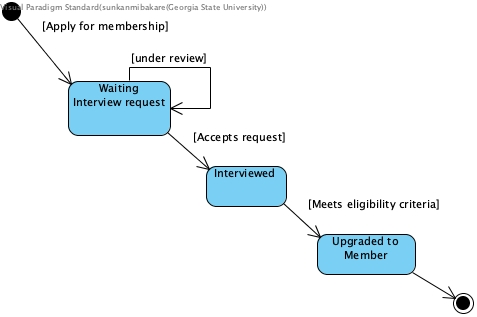 Visual Paradigm Standard(sunkanmibakare(Georgia State University))
[Apply for membership]
[under review]
Waiting
Interview request
[Accepts request]
Interviewed
[Meets eligibility criteria]
Upgraded to
Member